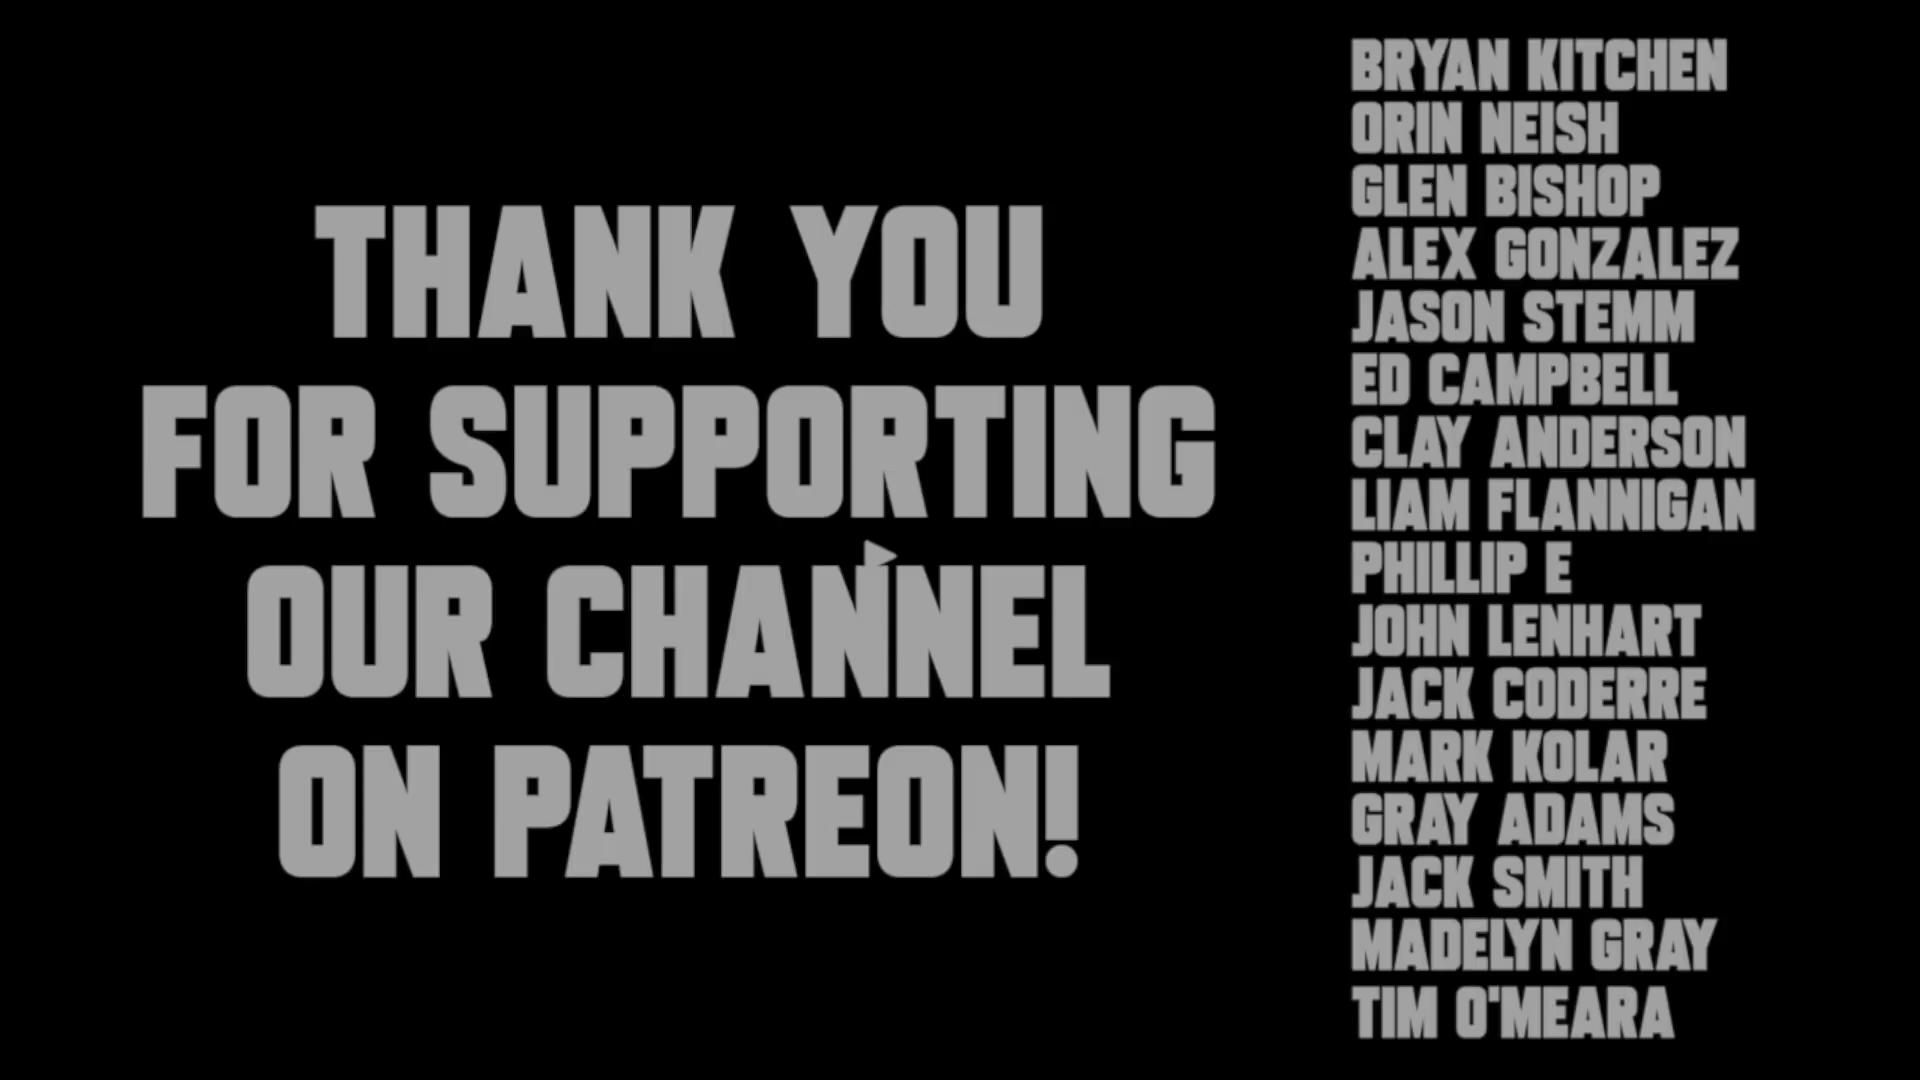 THANK YOU
FOR SUPPORTING
OUR CHANNEL
ON PATREON!
BRYAN KITCHEN
ORIN NEISH
GLEN BISHOP
ALEX GONZALEZ
JASON STEMM
ED CAMPBELL
CLAY ANDERSON
LIAM FLANNIGAN
PHILLIP E
JOHN LENHART
JACK CODERRE
MARK KOLAR
GRAY ADAMS
JACK SMITH
MADELYN GRAY
TIM O'MEARA